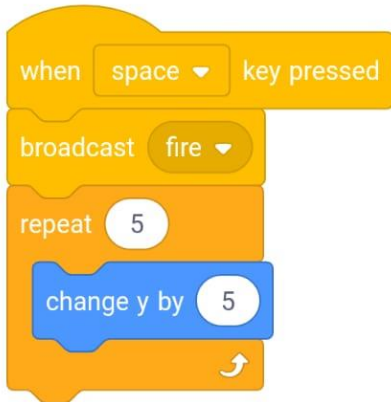 when space key pressed
broadcast fire
repeat 5
change y by 5